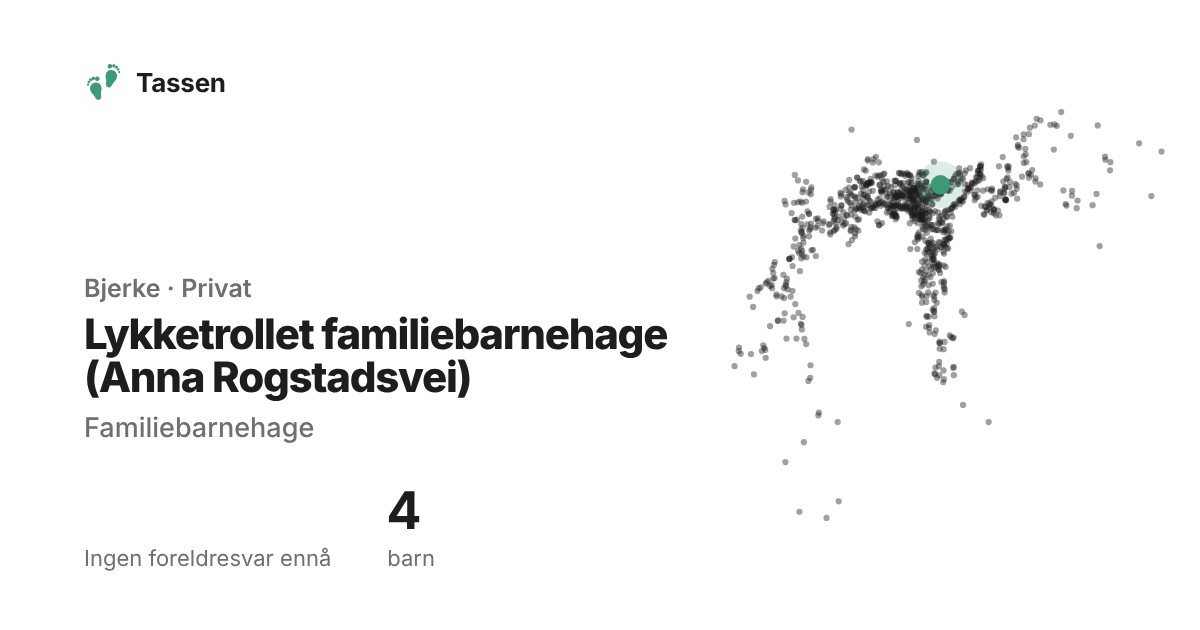 Tassen
Bjerke · Privat
Lykketrollet familiebarnehage
(Anna Rogstadsvei)
Familiebarnehage
4
Ingen foreldresvar ennå
barn